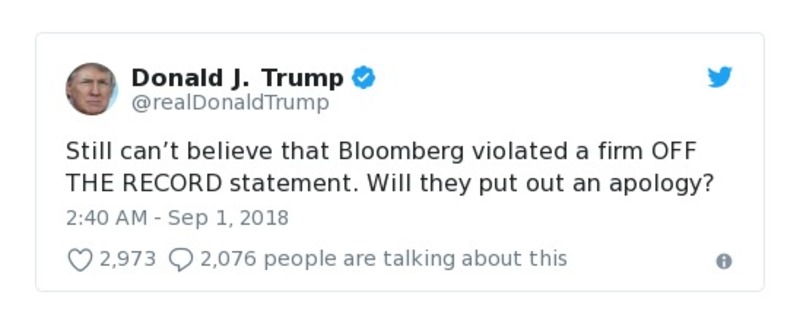 Donald J. Trump
@realDonaldTrump
Still can’t believe that Bloomberg violated a firm OFF
THE RECORD statement. Will they put out an apology?
2:40 AM - Sep 1, 2018
2,973 2,076 people are talking about this